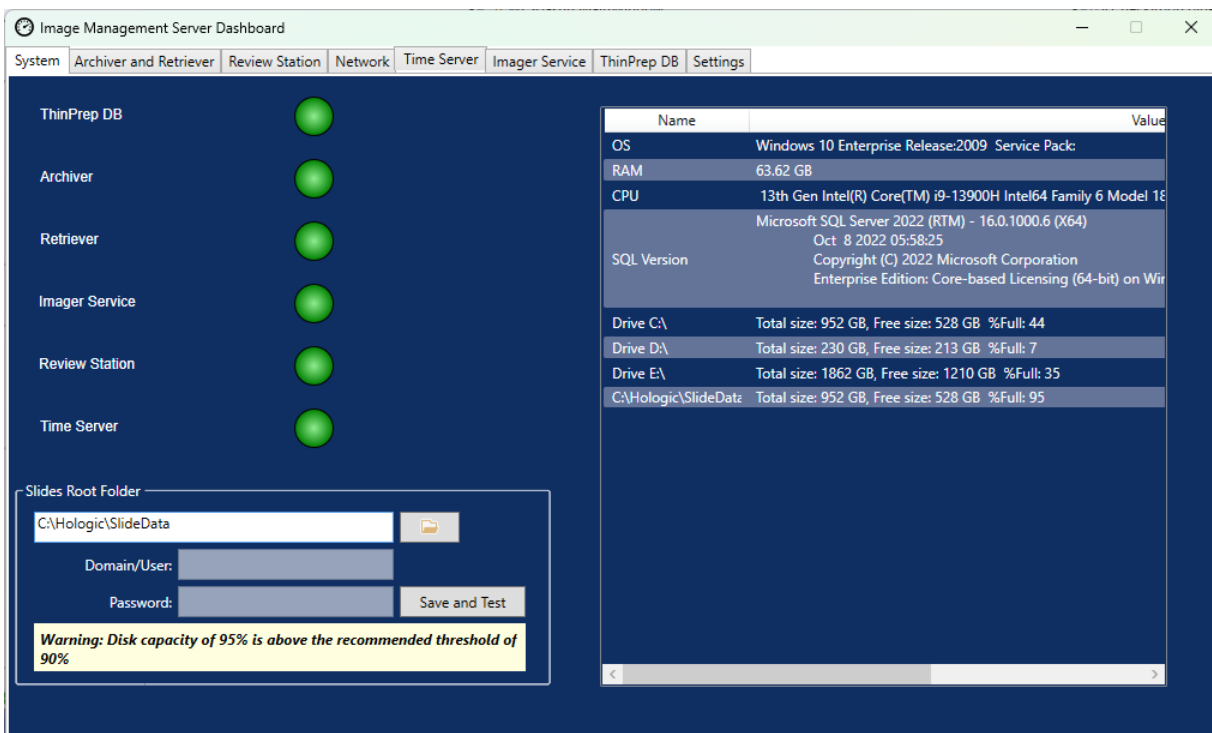 Image Management Server Dashboard
System Archiver and Retriever Review Station Network Time Server Imager Service ThinPrep DB Settings
ThinPrep DB
Archiver
Retriever
Imager Service
Review Station
Time Server
Slides Root Folder
C:\Hologic\SlideData
Domain/User:
Password:
Save and Test
Warning: Disk capacity of 95% is above the recommended threshold of
90%
Name Value
OS Windows 10 Enterprise Release:2009 Service Pack:
RAM 63.62 GB
CPU 13th Gen Intel(R) Core(TM) i9-13900H Intel64 Family 6 Model 18
Microsoft SQL Server 2022 (RTM) - 16.0.1000.6 (X64)
Oct 8 2022 05:58:25
SQL Version Copyright (C) 2022 Microsoft Corporation
Enterprise Edition: Core-based Licensing (64-bit) on Wir
Drive C:\ Total size: 952 GB, Free size: 528 GB %Full: 44
Drive D:\ Total size: 230 GB, Free size: 213 GB %Full: 7
Drive E:\ Total size: 1862 GB, Free size: 1210 GB %Full: 35
C:\Hologic\SlideData Total size: 952 GB, Free size: 528 GB %Full: 95